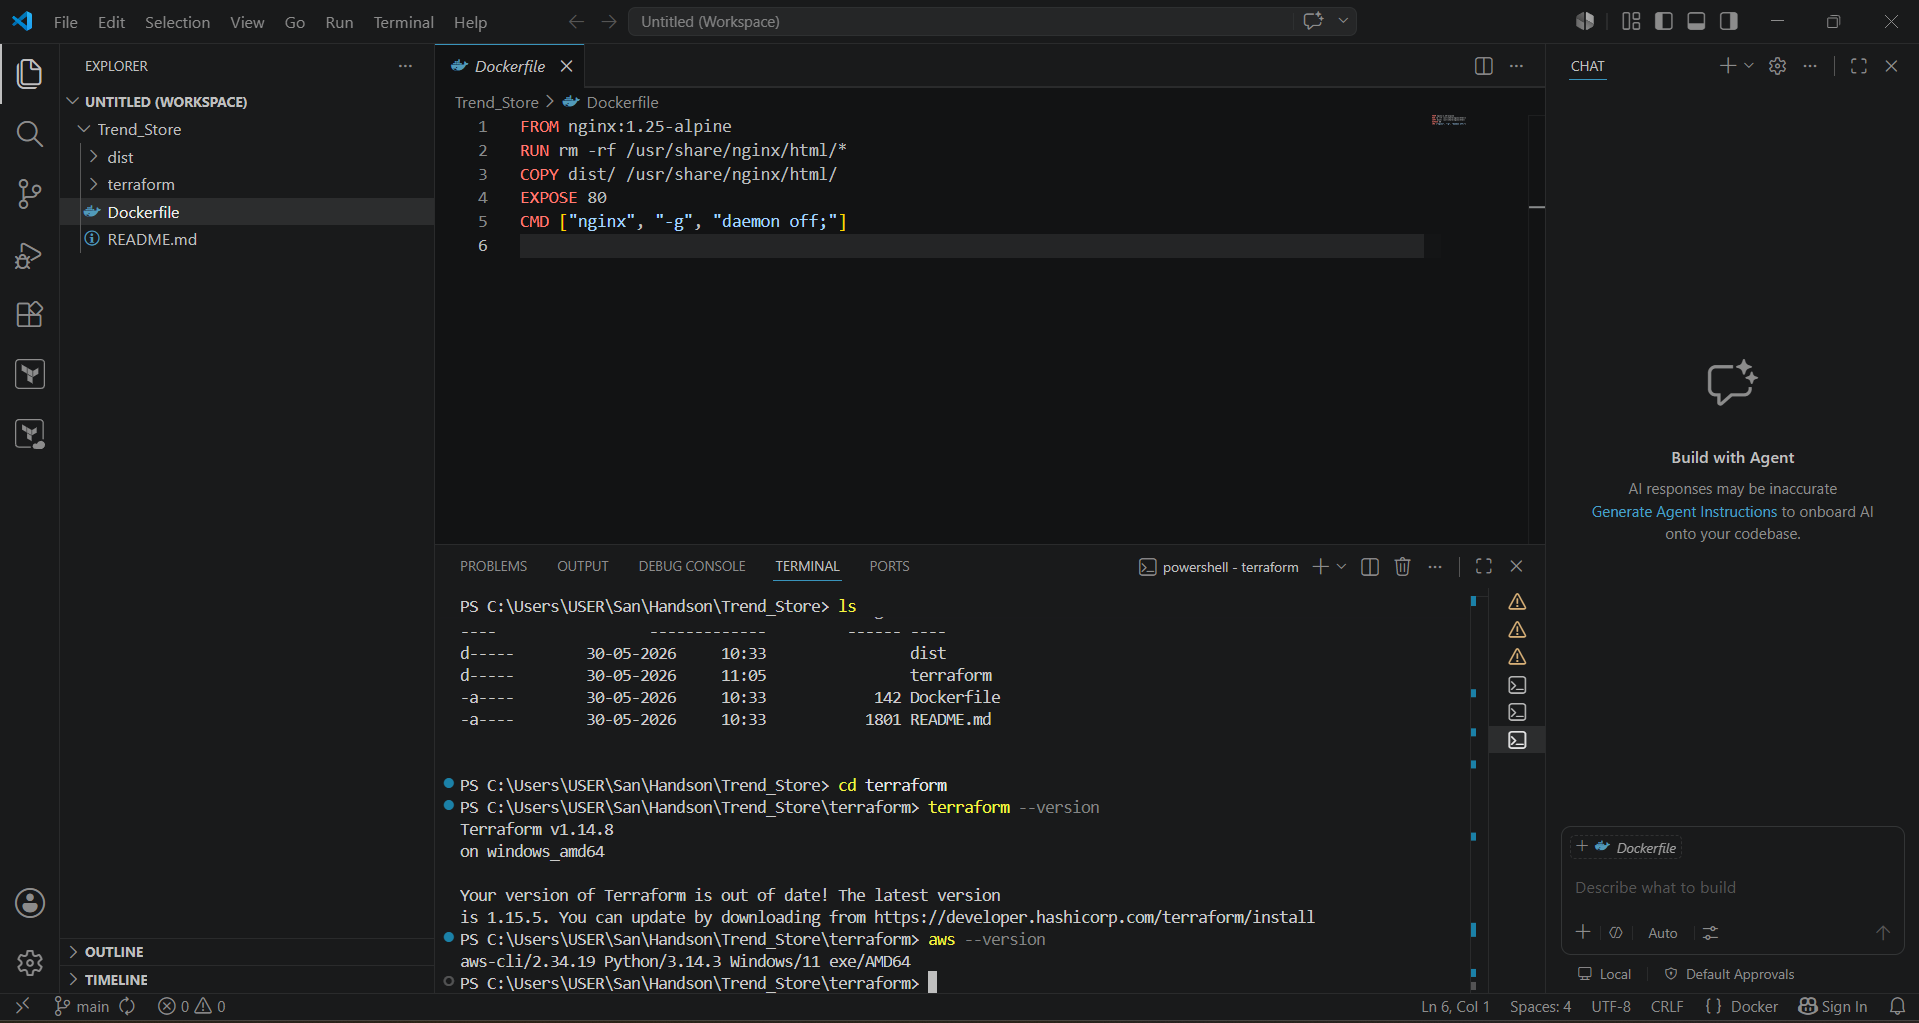 File Edit Selection View Go Run Terminal Help
Untitled (Workspace)
EXPLORER
UNTITLED (WORKSPACE)
Trend_Store
dist
terraform
Dockerfile
README.md
OUTLINE
TIMELINE
Dockerfile
Trend_Store > Dockerfile
1 FROM nginx:1.25-alpine
2 RUN rm -rf /usr/share/nginx/html/*
3 COPY dist/ /usr/share/nginx/html/
4 EXPOSE 80
5 CMD ["nginx", "-g", "daemon off;"]
6
PROBLEMS OUTPUT DEBUG CONSOLE TERMINAL PORTS
powershell - terraform
PS C:\Users\USER\San\Handson\Trend_Store> ls
---- ------------- ------ ----
d----- 30-05-2026 10:33 dist
d----- 30-05-2026 11:05 terraform
-a---- 30-05-2026 10:33 142 Dockerfile
-a---- 30-05-2026 10:33 1801 README.md
PS C:\Users\USER\San\Handson\Trend_Store> cd terraform
PS C:\Users\USER\San\Handson\Trend_Store\terraform> terraform --version
Terraform v1.14.8
on windows_amd64
Your version of Terraform is out of date! The latest version
is 1.15.5. You can update by downloading from https://developer.hashicorp.com/terraform/install
PS C:\Users\USER\San\Handson\Trend_Store\terraform> aws --version
aws-cli/2.34.19 Python/3.14.3 Windows/11 exe/AMD64
PS C:\Users\USER\San\Handson\Trend_Store\terraform>
CHAT
Build with Agent
AI responses may be inaccurate
Generate Agent Instructions to onboard AI
onto your codebase.
Dockerfile
Describe what to build
Auto
Local Default Approvals
main 0 0
Ln 6, Col 1 Spaces: 4 UTF-8 CRLF { } Docker Sign In